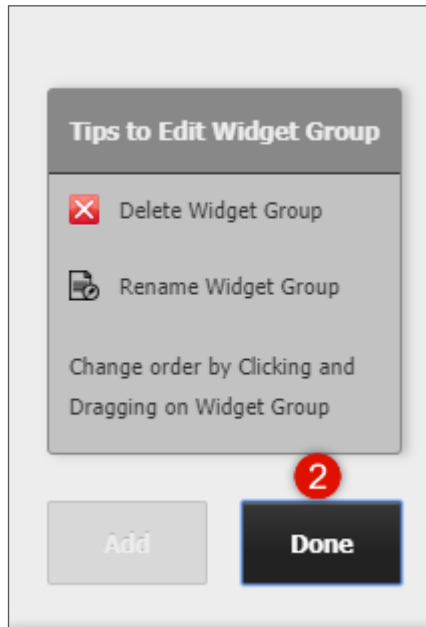 Tips to Edit Widget Group
Delete Widget Group
Rename Widget Group
Change order by Clicking and
Dragging on Widget Group
2
Add
Done